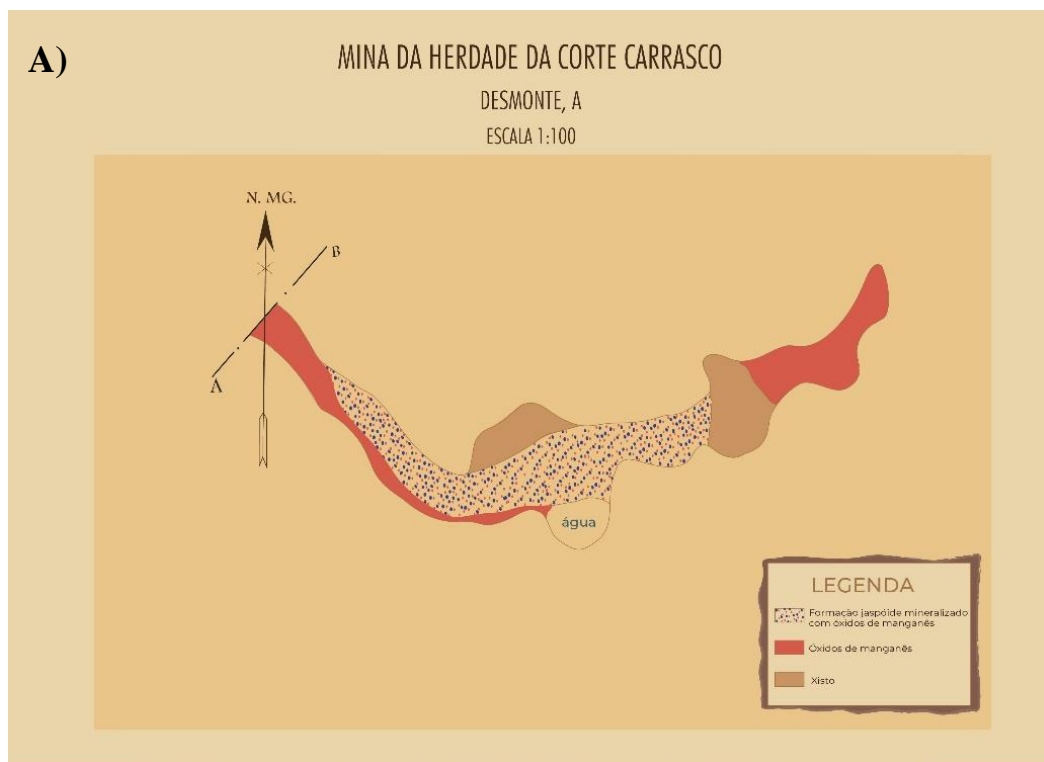 A)
MINA DA HERDADE DA CORTE CARRASCO
DESMONTE, A
ESCALA 1:100
N. MG.
B
A
água
LEGENDA
Formação jaspóide mineralizado
com óxidos de manganês
Óxidos de manganês
Xisto